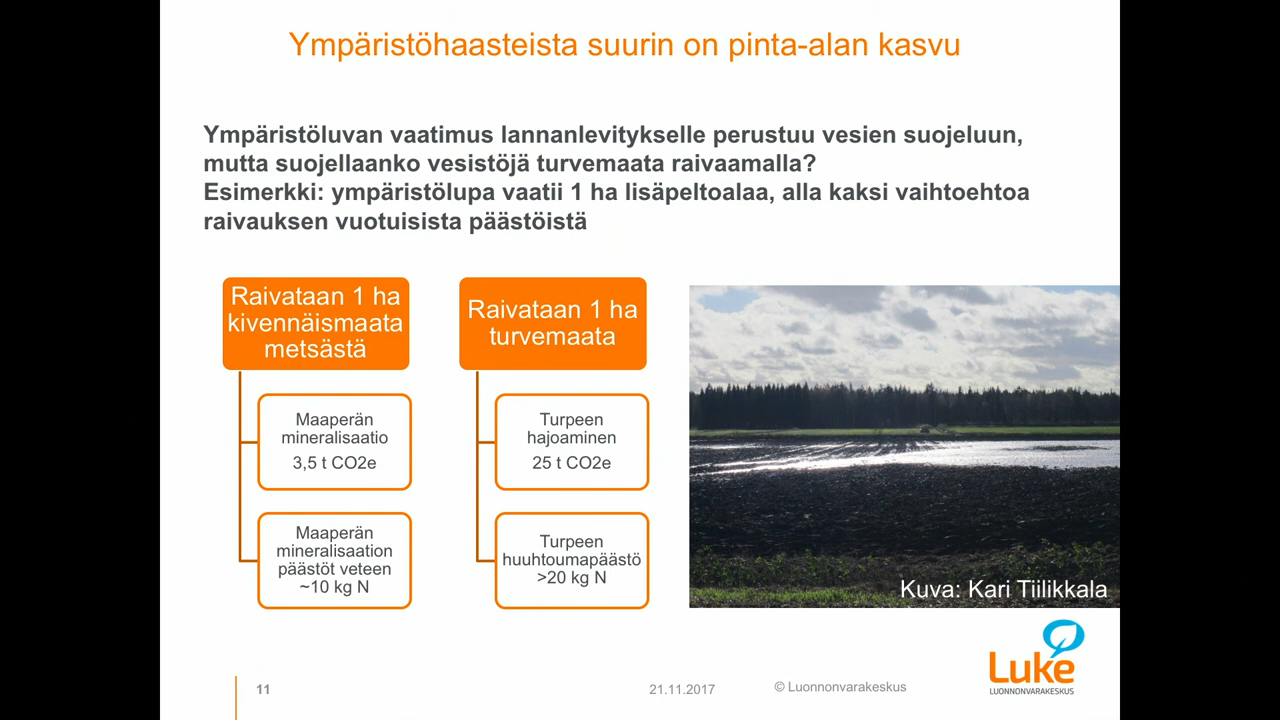 Ympäristöhaasteista suurin on pinta-alan kasvu
Ympäristöluvan vaatimus lannanlevitykselle perustuu vesien suojeluun,
mutta suojellaanko vesistöjä turvemaata raivaamalla?
Esimerkki: ympäristölupa vaatii 1 ha lisäpeltoalaa, alla kaksi vaihtoehtoa
raivauksen vuotuisista päästöistä
Raivataan 1 ha
kivennäismaata
metsästä
Maaperän
mineralisaatio
3,5 t CO2e
Maaperän
mineralisaation
päästöt veteen
~10 kg N
Raivataan 1 ha
turvemaata
Turpeen
hajoaminen
25 t CO2e
Turpeen
huuhtoumapäästö
>20 kg N
Kuva: Kari Tiilikkala
Luke
LUONNONVARAKESKUS
11
21.11.2017
© Luonnonvarakeskus